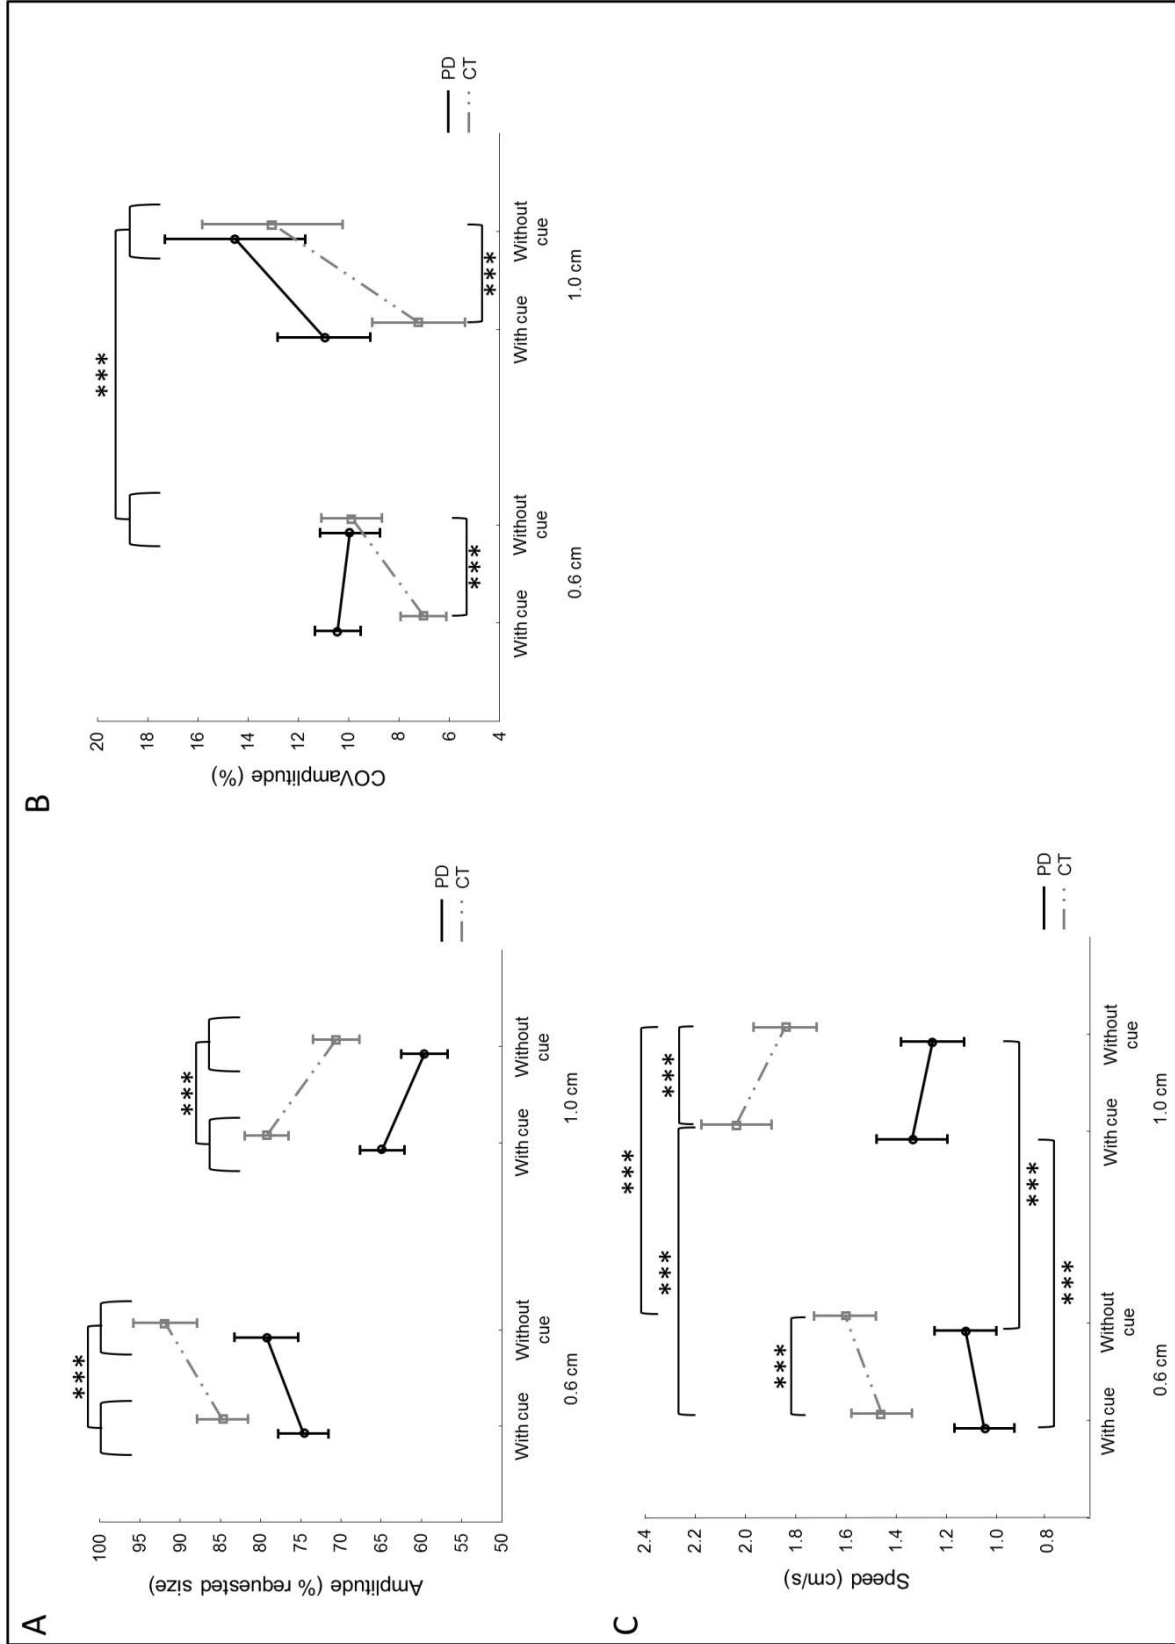 A
Amplitude (% requested size)
100
95
90
85
80
75
70
65
60
55
50
***
***
With cue
Without
cue
With cue
Without
cue
0.6 cm
1.0 cm
PD
CT
B
COVamplitude (%)
20
18
16
14
12
10
8
6
4
***
***
***
With cue
Without
cue
With cue
Without
cue
0.6 cm
1.0 cm
PD
CT
C
Speed (cm/s)
2.4
2.2
2.0
1.8
1.6
1.4
1.2
1.0
0.8
***
***
***
***
***
***
With cue
Without
cue
With cue
Without
cue
0.6 cm
1.0 cm
PD
CT